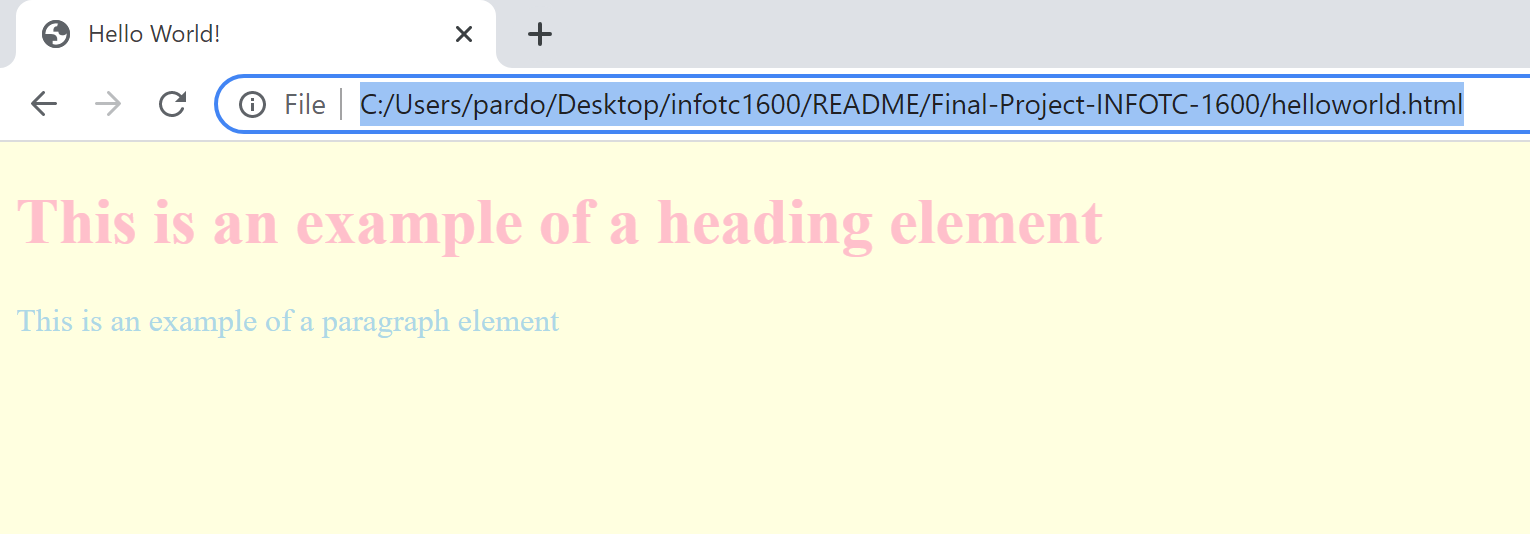 Hello World!
File C:/Users/pardo/Desktop/infotc1600/README/Final-Project-INFOTC-1600/helloworld.html
This is an example of a heading element
This is an example of a paragraph element